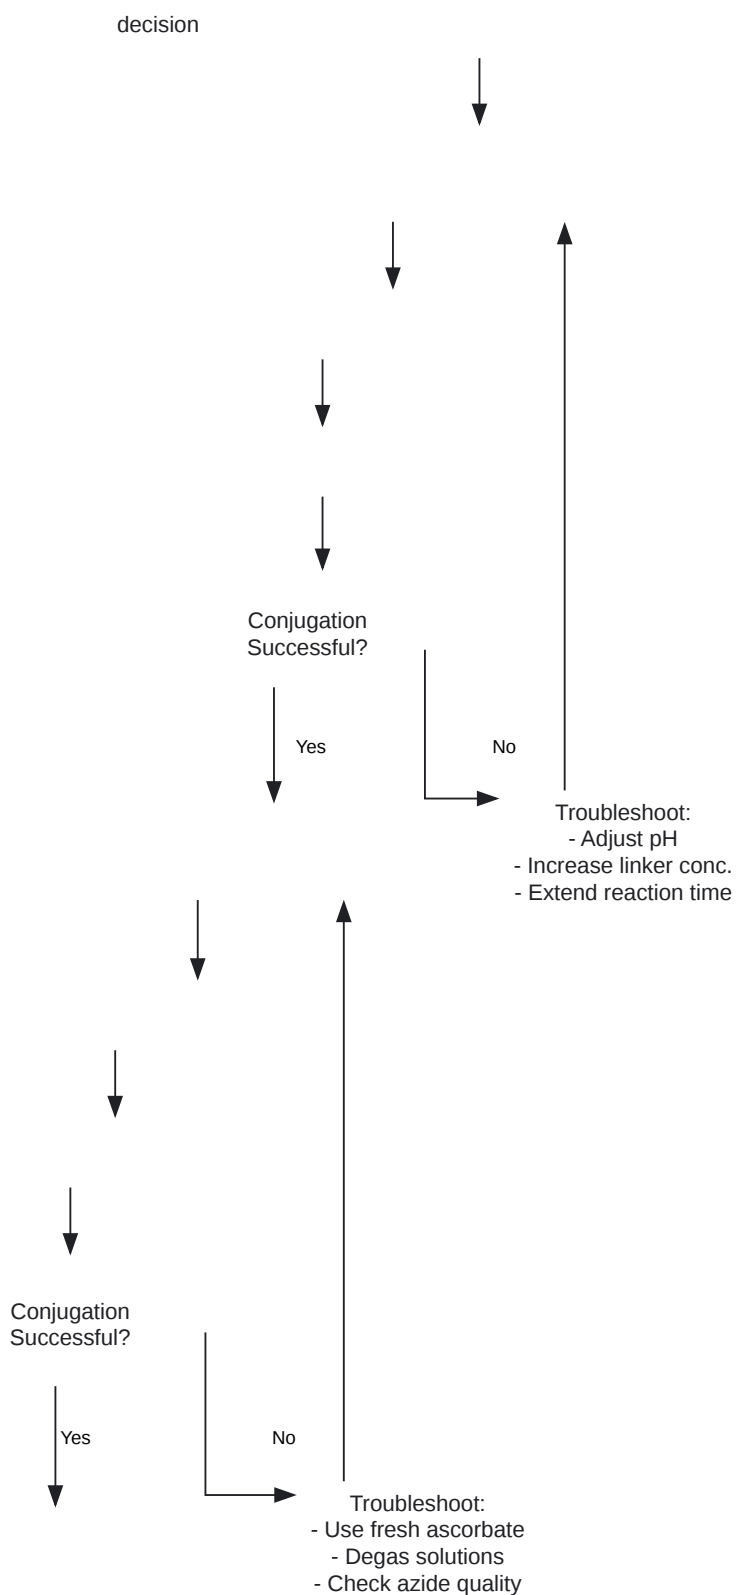 decision
Conjugation
Successful?
Yes
No
Troubleshoot:
- Adjust pH
- Increase linker conc.
- Extend reaction time
Conjugation
Successful?
Yes
No
Troubleshoot:
- Use fresh ascorbate
- Degas solutions
- Check azide quality